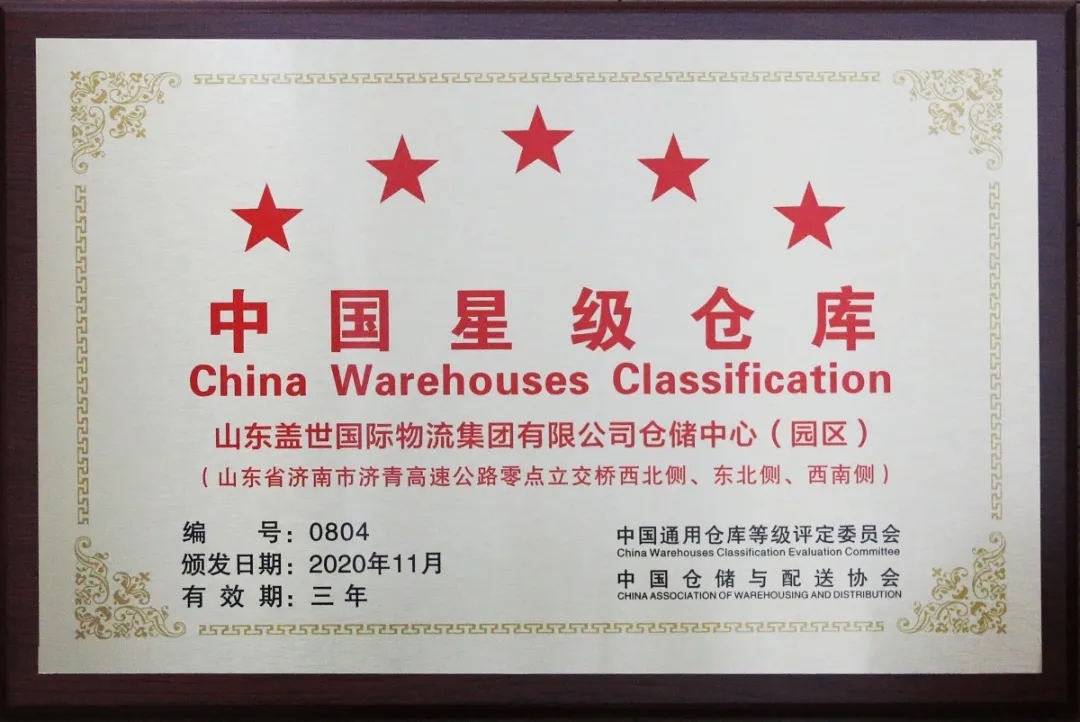 中国星级仓库
China Warehouses Classification
山东盖世国际物流集团有限公司仓储中心（园区）
（山东省济南市济青高速公路零点立交桥西北侧、东北侧、西南侧）
编　　号：0804
颁发日期：2020年11月
有 效 期：三 年
中国通用仓库等级评定委员会
China Warehouses Classification Evaluation Committee
中国仓储与配送协会
CHINA ASSOCIATION OF WAREHOUSING AND DISTRIBUTION